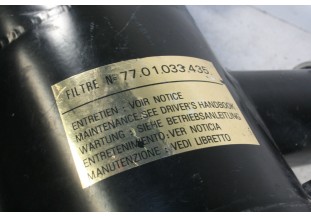 FILTRE Nº 77.01.033.435
ENTRETIEN : VOIR NOTICE
MAINTENANCE: SEE DRIVER'S HANDBOOK
WARTUNG : SIEHE BETRIEBSANLEITUNG
ENTRETENIMIENTO: VER NOTICIA
MANUTENZIONE : VEDI LIBRETTO